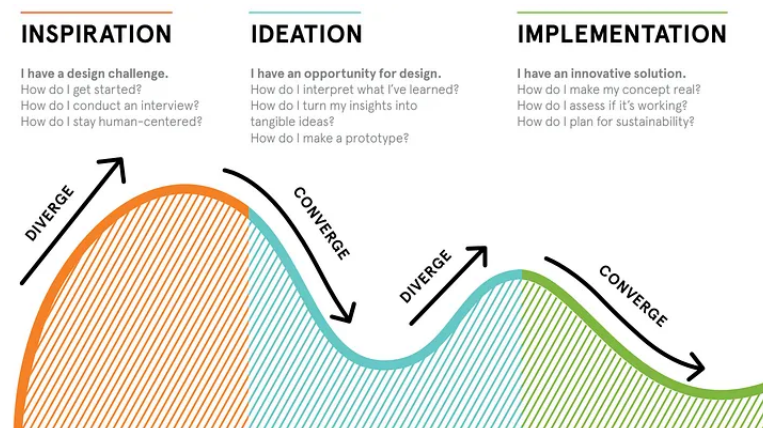 INSPIRATION
I have a design challenge.
How do I get started?
How do I conduct an interview?
How do I stay human-centered?
IDEATION
I have an opportunity for design.
How do I interpret what I've learned?
How do I turn my insights into
tangible ideas?
How do I make a prototype?
IMPLEMENTATION
I have an innovative solution.
How do I make my concept real?
How do I assess if it's working?
How do I plan for sustainability?
DIVERGE
CONVERGE
DIVERGE
CONVERGE